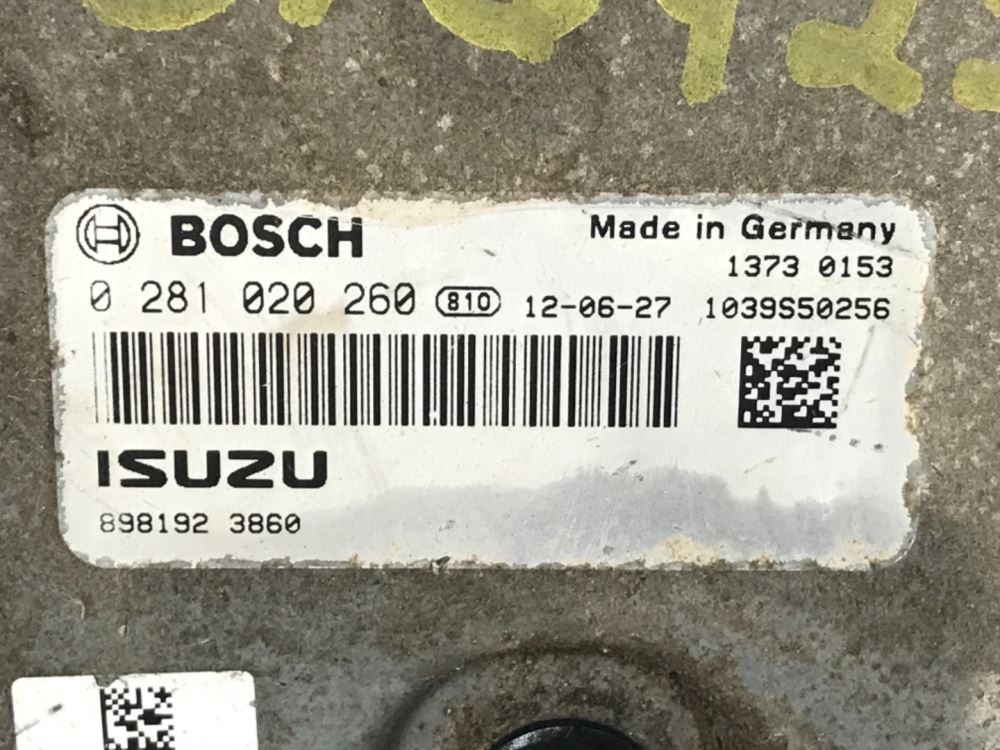 BOSCH
Made in Germany
1373 0153
0 281 020 260 810 12-06-27 1039S50256
ISUZU
898192 3860